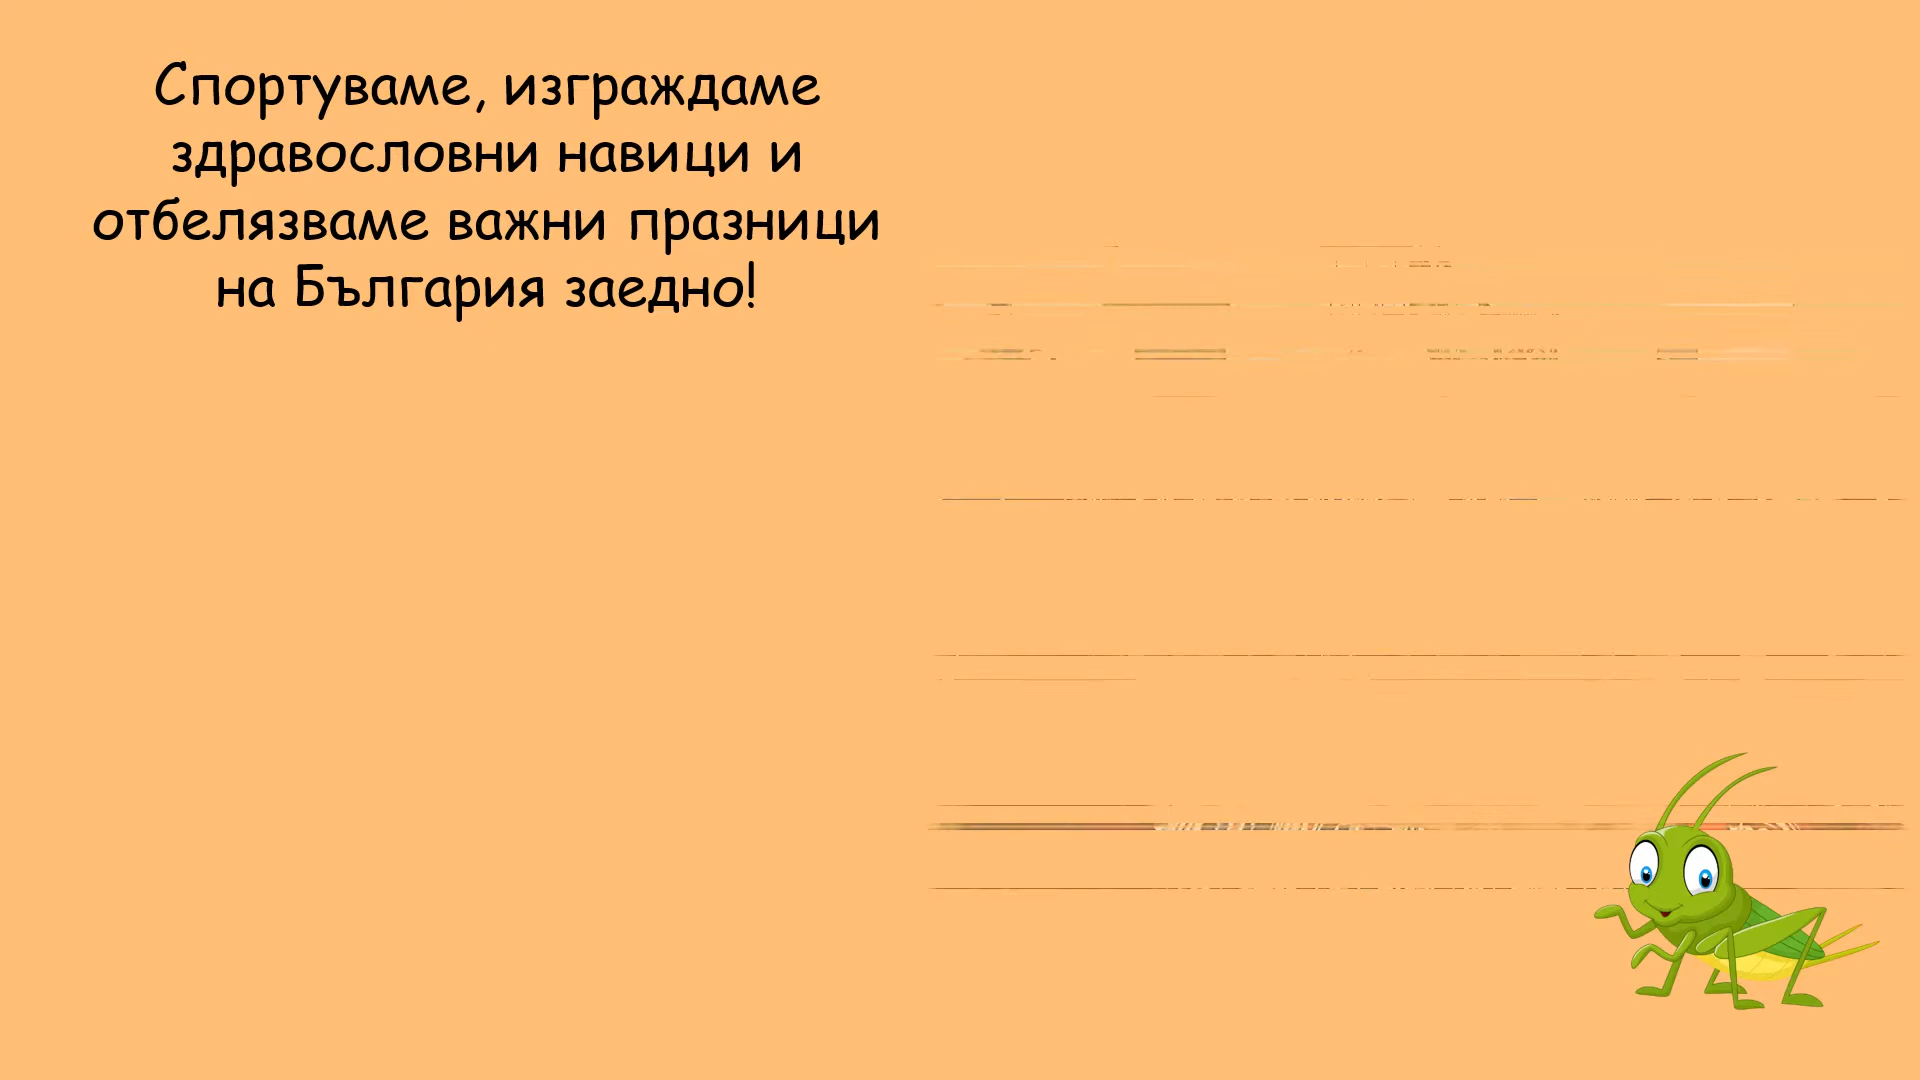 Спортуваме, изграждаме
здравословни навици и
отбелязваме важни празници
на България заедно!